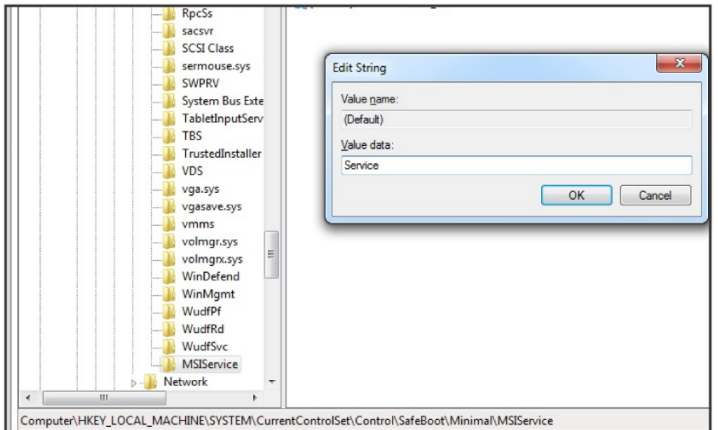 RpcSs
sacsvr
SCSI Class
sermouse.sys
SWPRV
System Bus Exte
TabletInputServ
TBS
TrustedInstaller
VDS
vga.sys
vgasave.sys
vmms
volmgr.sys
volmgrx.sys
WinDefend
WinMgmt
WudfPf
WudfRd
WudfSvc
MSIService
Network
Edit String
Value name:
(Default)
Value data:
Service
OK Cancel
Computer\HKEY_LOCAL_MACHINE\SYSTEM\CurrentControlSet\Control\SafeBoot\Minimal\MSIService